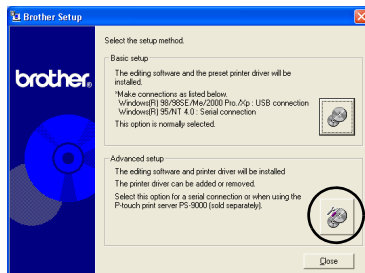 Brother Setup
Select the setup method.
brother®
Basic setup
The editing software and the preset printer driver will be
installed.
*Make connections as listed below.
Windows(R) 98/98SE/Me/2000 Pro./Xp : USB connection
Windows(R) 95/NT 4.0 : Serial connection
This option is normally selected.
Advanced setup
The editing software and printer driver will be installed
The printer driver can be added or removed.
Select this option for a serial connection or when using the
P-touch print server PS-9000 (sold separately).
Close